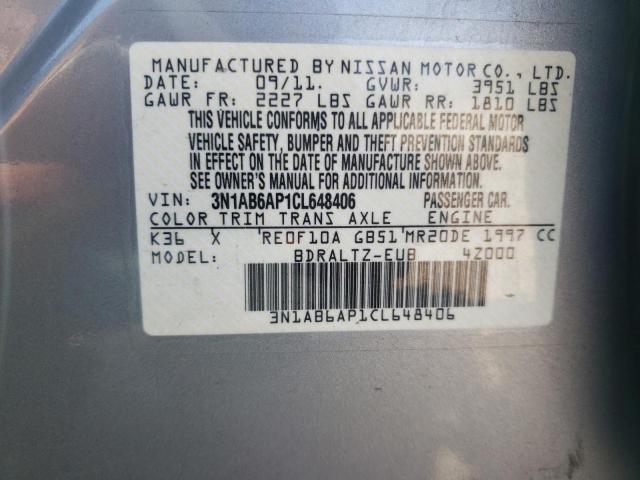 MANUFACTURED BY NISSAN MOTOR CO., LTD.
DATE: 09/11. GVWR: 3951 LBS
GAWR FR: 2227 LBS GAWR RR: 1810 LBS
THIS VEHICLE CONFORMS TO ALL APPLICABLE FEDERAL MOTOR
VEHICLE SAFETY, BUMPER AND THEFT PREVENTION STANDARDS
IN EFFECT ON THE DATE OF MANUFACTURE SHOWN ABOVE.
SEE OWNER'S MANUAL FOR ADDITIONAL INFORMATION.
VIN: 3N1AB6AP1CL648406 PASSENGER CAR.
COLOR TRIM TRANS AXLE ENGINE
K36 X 'RE0F10A GB51'MR20DE 1997 CC
MODEL: BDRALTZ-EUB 4Z000
3N1AB6AP1CL648406